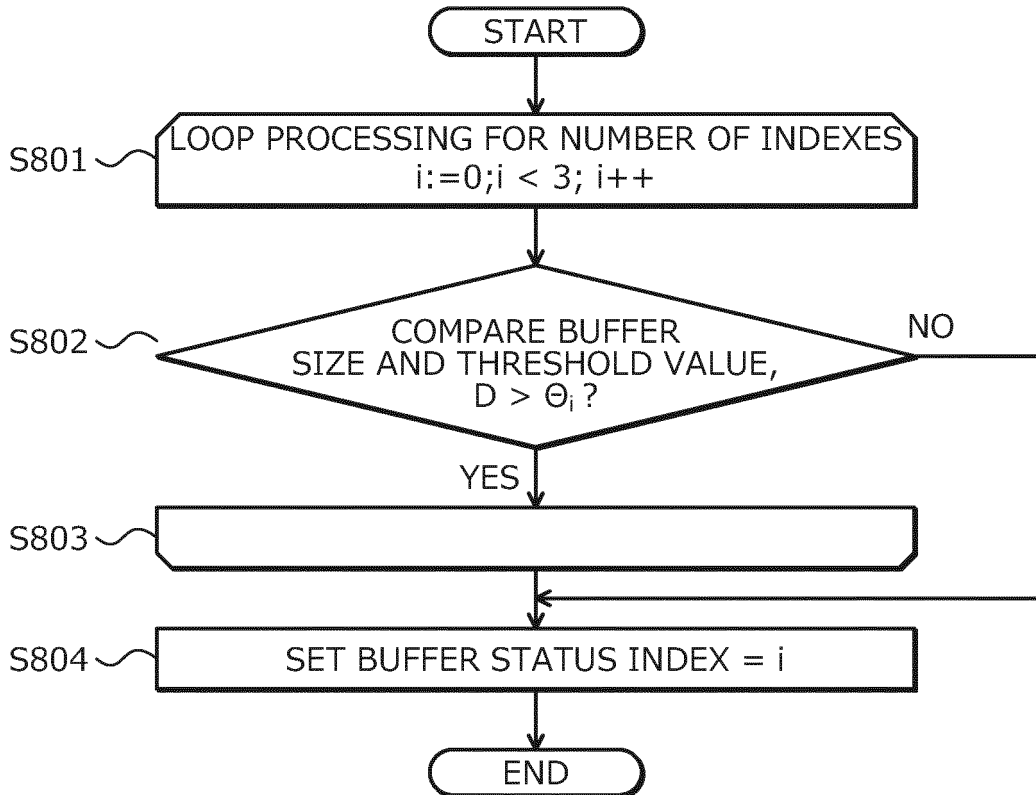 START
S801
LOOP PROCESSING FOR NUMBER OF INDEXES
i:=0;i < 3; i++
S802
COMPARE BUFFER
SIZE AND THRESHOLD VALUE,
D > Θi ?
NO
YES
S803
S804
SET BUFFER STATUS INDEX = i
END